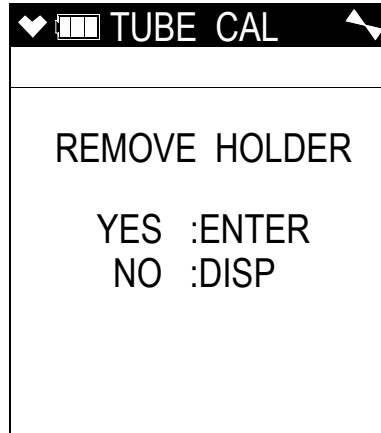 TUBE CAL
REMOVE HOLDER
YES :ENTER
NO :DISP